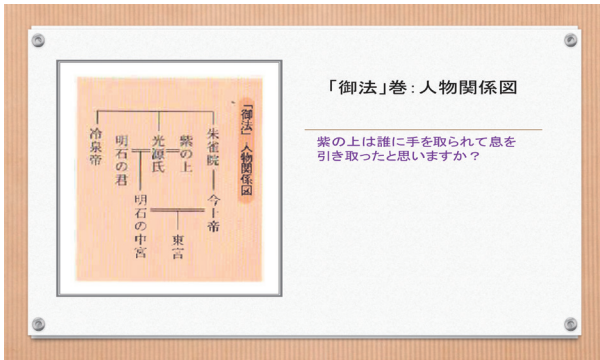 「御法」巻：人物関係図
紫の上は誰に手を取られて息を
引き取ったと思いますか？
「御法」人物関係図
朱雀院
今上帝
紫の上
光源氏
東宮
明石の中宮
明石の君
冷泉帝